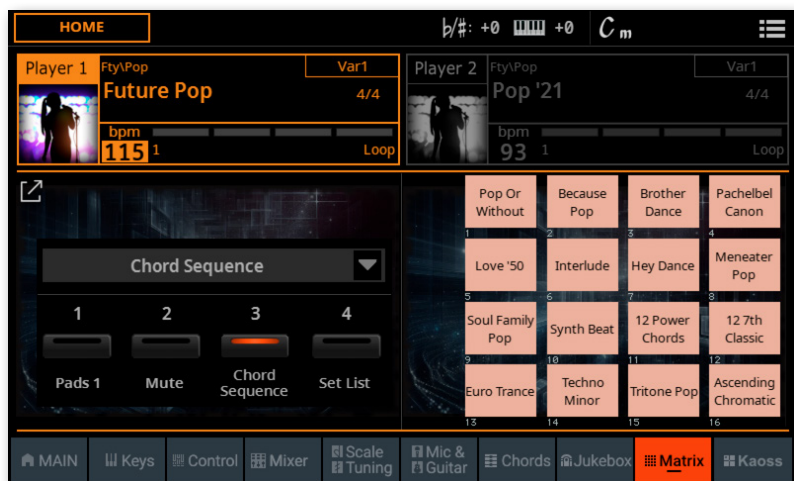 HOME
♭/#: +0 +0 C m
Player 1 Fty\Pop Var1
Future Pop 4/4
bpm
115 1 Loop
Player 2 Fty\Pop Var1
Pop '21 4/4
bpm
93 1 Loop
Chord Sequence
1 2 3 4
Pads 1 Mute Chord Sequence Set List
Pop Or Without
Because Pop
Brother Dance
Pachelbel Canon
1 2 3 4
Love '50
Interlude
Hey Dance
Meneater Pop
5 6 7 8
Soul Family Pop
Synth Beat
12 Power Chords
12 7th Classic
9 10 11 12
Euro Trance
Techno Minor
Tritone Pop
Ascending Chromatic
13 14 15 16
MAIN Keys Control Mixer Scale Tuning Mic & Guitar Chords Jukebox Matrix Kaoss